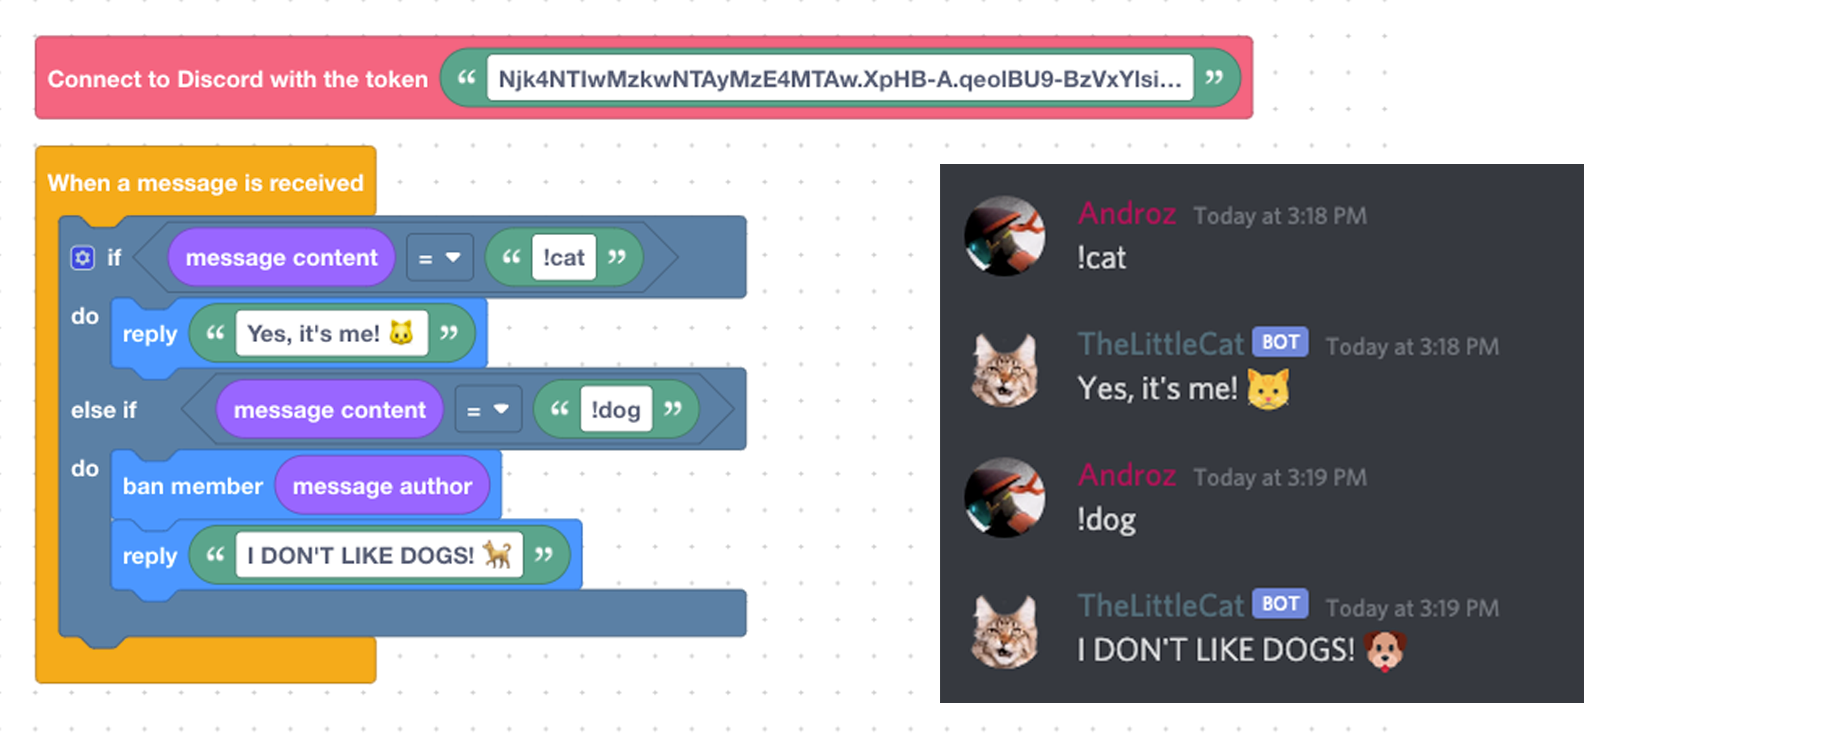 Connect to Discord with the token “ Njk4NTIwMzkwNTAyMzE4MTAw.XpHB-A.qeolBU9-BzVxYlsi... ”
When a message is received
if message content = “ !cat ”
do reply “ Yes, it's me! 🐱 ”
else if message content = “ !dog ”
do ban member message author
reply “ I DON'T LIKE DOGS! 🐕 ”
Androz Today at 3:18 PM
!cat
TheLittleCat BOT Today at 3:18 PM
Yes, it's me! 🐱
Androz Today at 3:19 PM
!dog
TheLittleCat BOT Today at 3:19 PM
I DON'T LIKE DOGS! 🐶